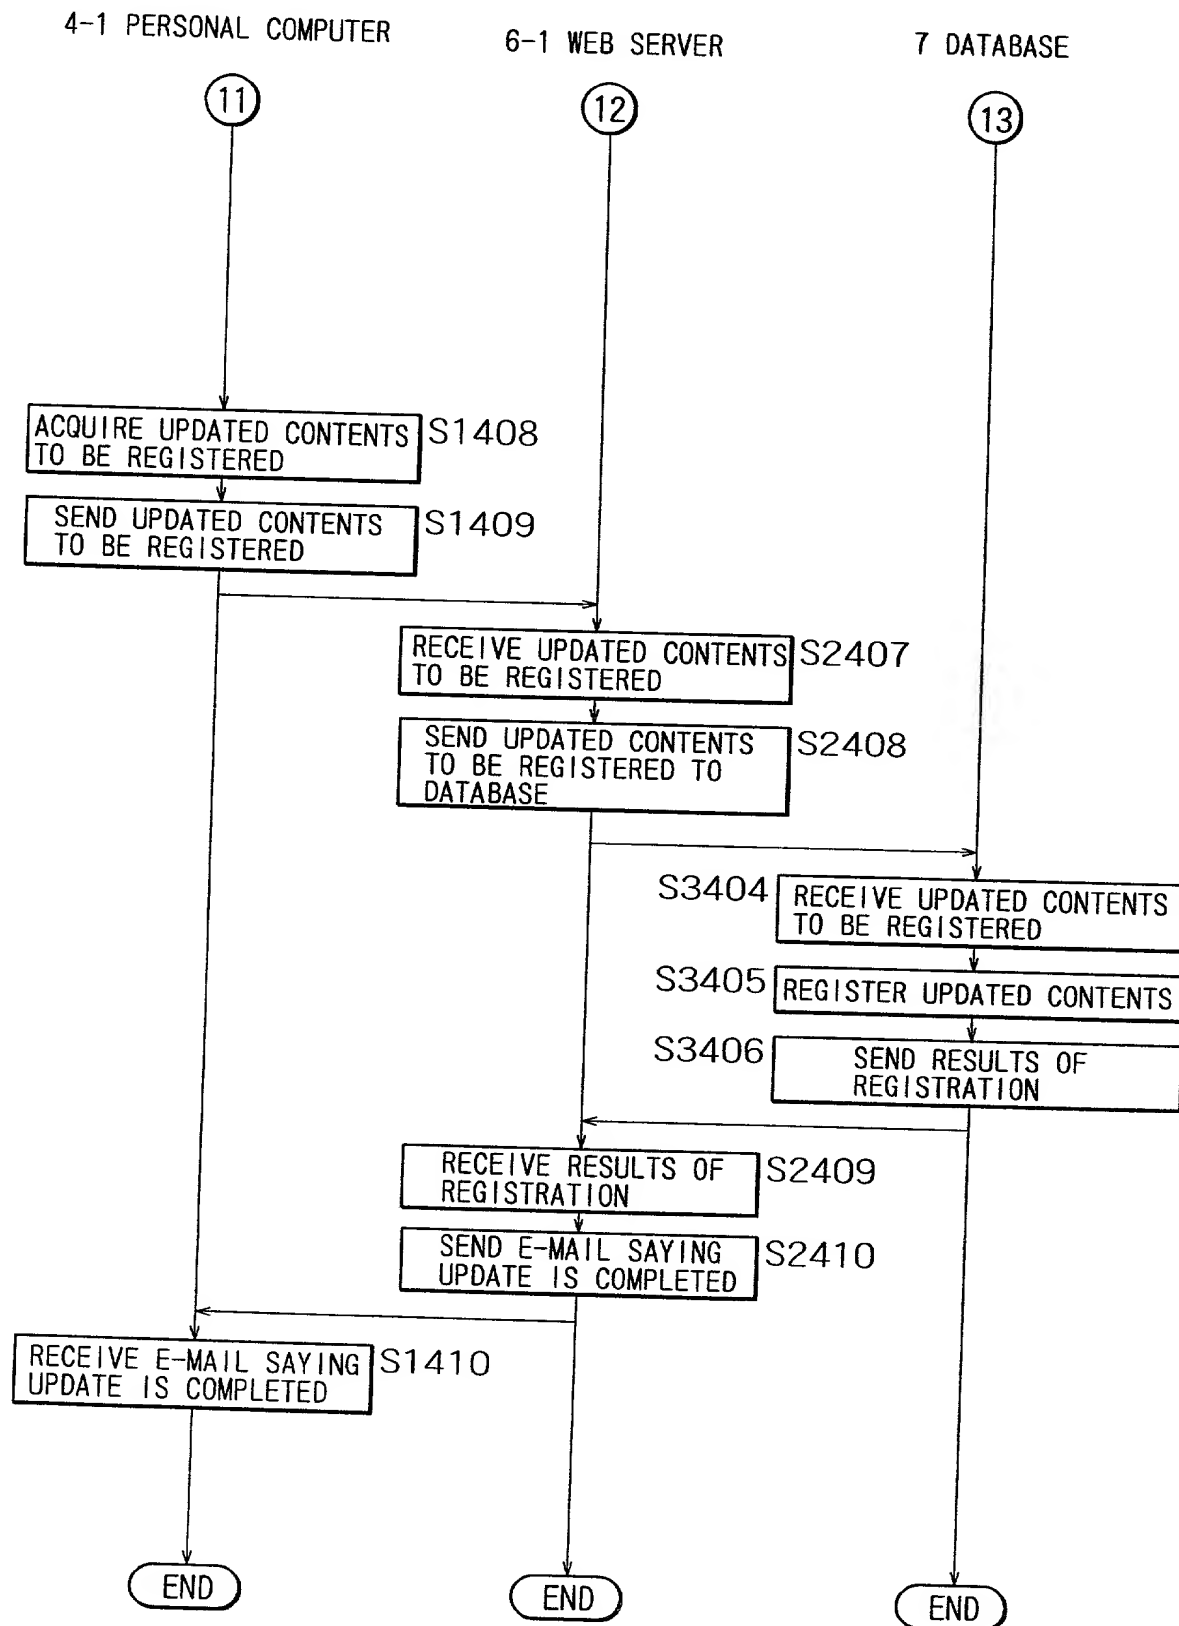 4-1 PERSONAL COMPUTER
6-1 WEB SERVER
7 DATABASE
11
12
13
ACQUIRE UPDATED CONTENTS
TO BE REGISTERED
S1408
SEND UPDATED CONTENTS
TO BE REGISTERED
S1409
RECEIVE UPDATED CONTENTS
TO BE REGISTERED
S2407
SEND UPDATED CONTENTS
TO BE REGISTERED TO
DATABASE
S2408
S3404
RECEIVE UPDATED CONTENTS
TO BE REGISTERED
S3405
REGISTER UPDATED CONTENTS
S3406
SEND RESULTS OF
REGISTRATION
RECEIVE RESULTS OF
REGISTRATION
S2409
SEND E-MAIL SAYING
UPDATE IS COMPLETED
S2410
RECEIVE E-MAIL SAYING
UPDATE IS COMPLETED
S1410
END
END
END